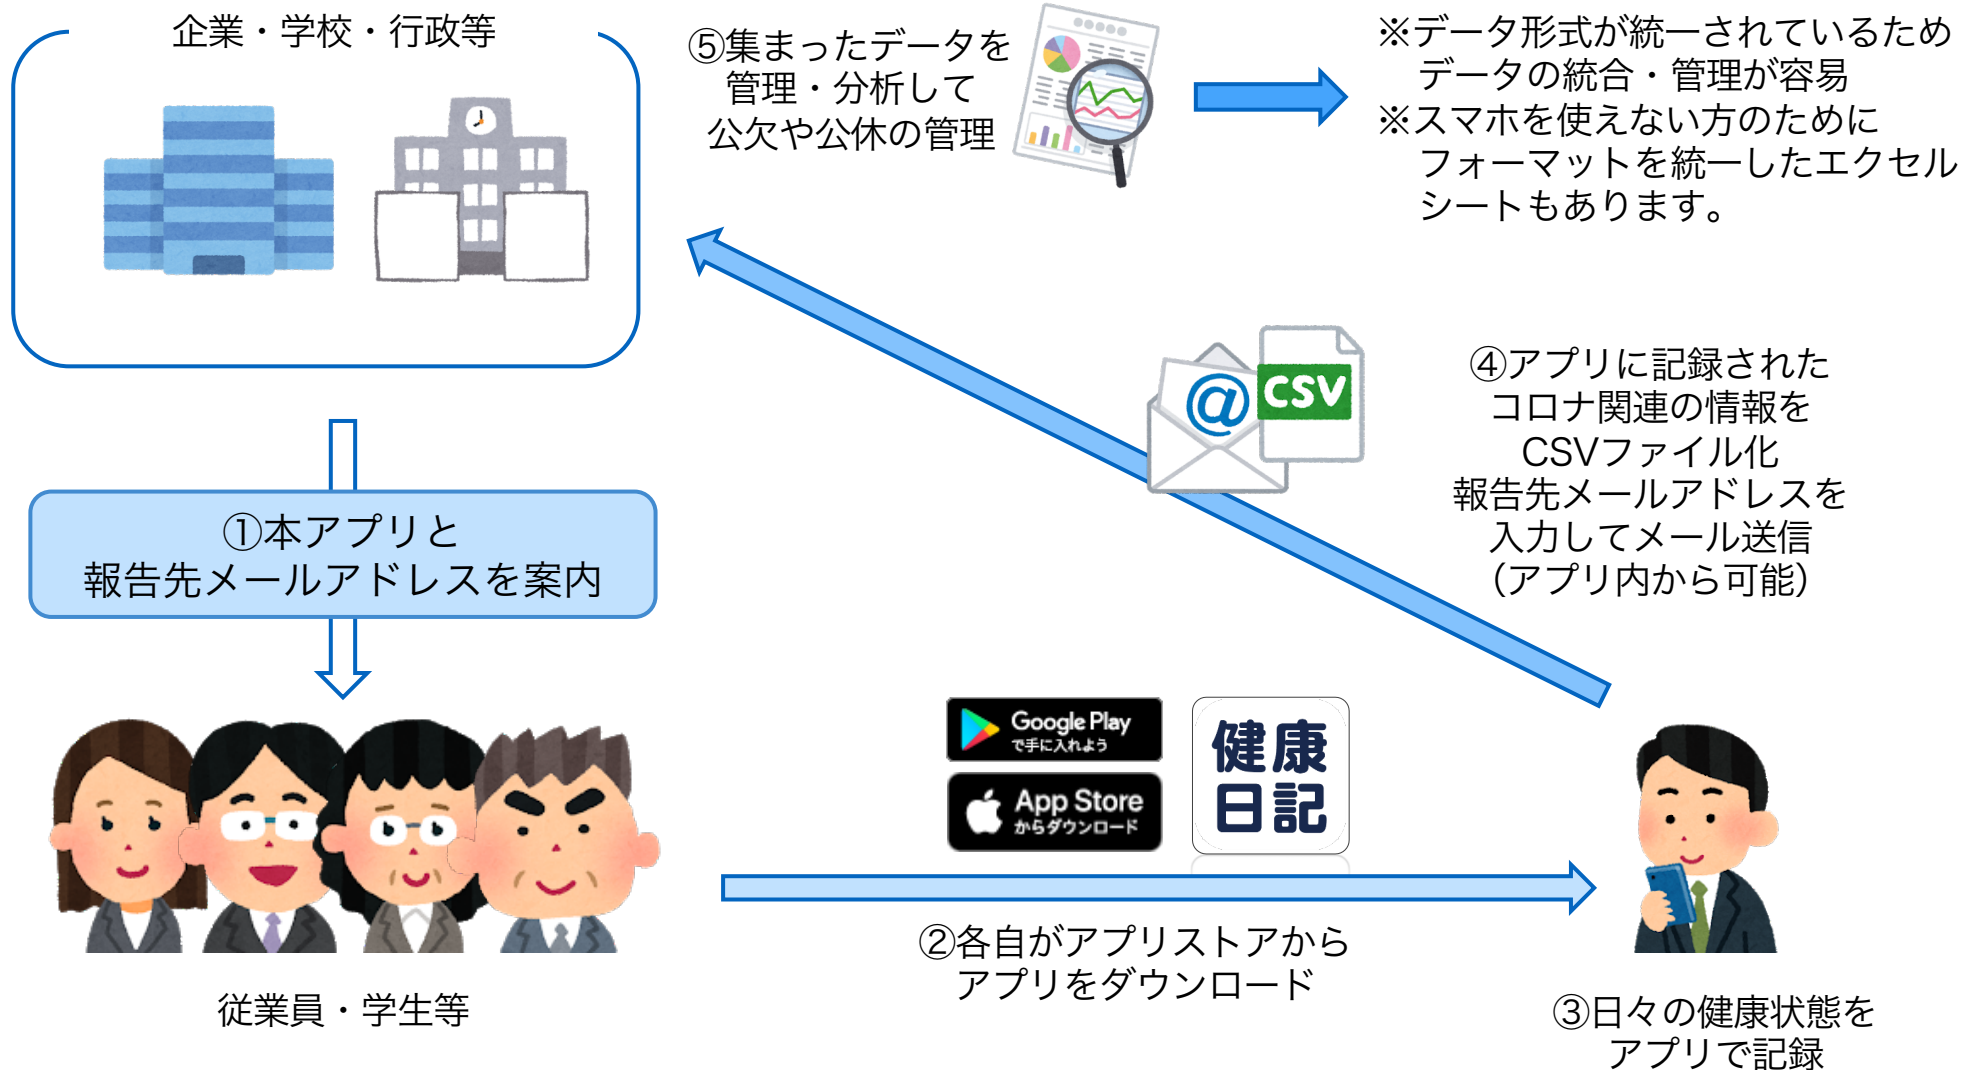 企業・学校・行政等
⑤集まったデータを
管理・分析して
公欠や公休の管理
※データ形式が統一されているため
データの統合・管理が容易
※スマホを使えない方のために
フォーマットを統一したエクセル
シートもあります。
①本アプリと
報告先メールアドレスを案内
@
CSV
④アプリに記録された
コロナ関連の情報を
CSVファイル化
報告先メールアドレスを
入力してメール送信
（アプリ内から可能）
Google Play
で手に入れよう
App Store
からダウンロード
健康
日記
②各自がアプリストアから
アプリをダウンロード
従業員・学生等
③日々の健康状態を
アプリで記録